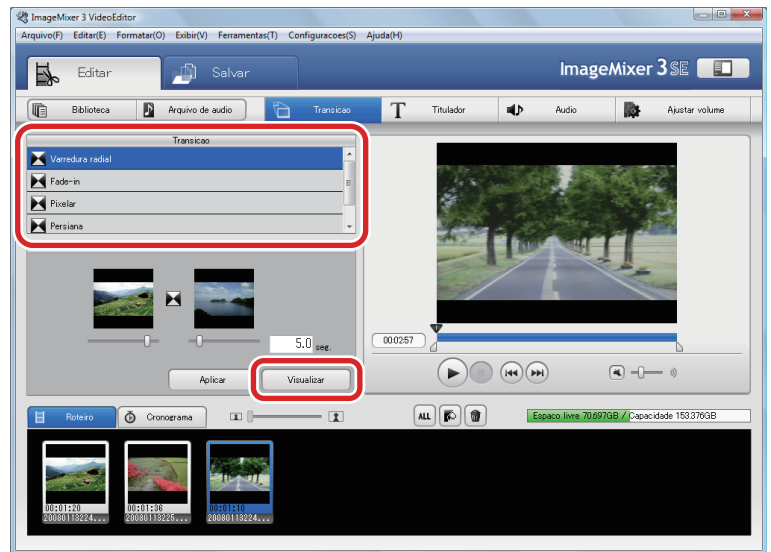 ImageMixer 3 VideoEditor
Arquivo(F) Editar(E) Formatar(O) Exibir(V) Ferramentas(T) Configuracoes(S) Ajuda(H)
Editar Salvar ImageMixer 3 SE
Biblioteca Arquivo de audio Transicao T Titulador Audio Ajustar volume
Transicao
Varredura radial
Fade-in
Pixelar
Persiana
5.0 seg.
00:02:57
Aplicar Visualizar
Roteiro Cronograma ALL Espaco livre 70.697GB / Capacidade 153.376GB
00:01:20 00:01:36 00:01:10
20080113224... 20080113225... 20080113224...